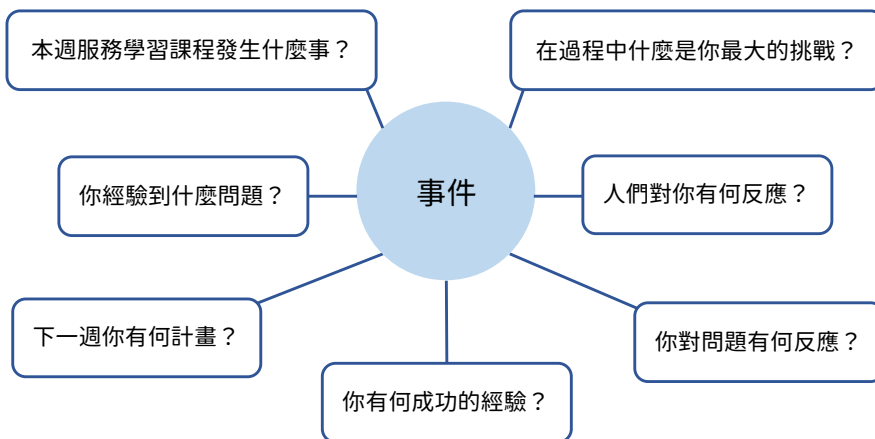 本週服務學習課程發生什麼事？
在過程中什麼是你最大的挑戰？
事件
你經驗到什麼問題？
人們對你有何反應？
下一週你有何計畫？
你對問題有何反應？
你有何成功的經驗？